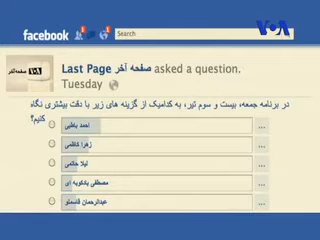 facebook
Search
VOA
صفحه آخر VOA
Last Page صفحه آخر asked a question.
Tuesday
در برنامه جمعه، بیست و سوم تیر، به کدامیک از گزینه های زیر با دقت بیشتری نگاه
کنیم؟
احمد باطبی
...
زهرا کاظمی
...
لیلا حاتمی
...
مصطفی بادکوبه ای
...
عبدالرحمان قاسملو
...